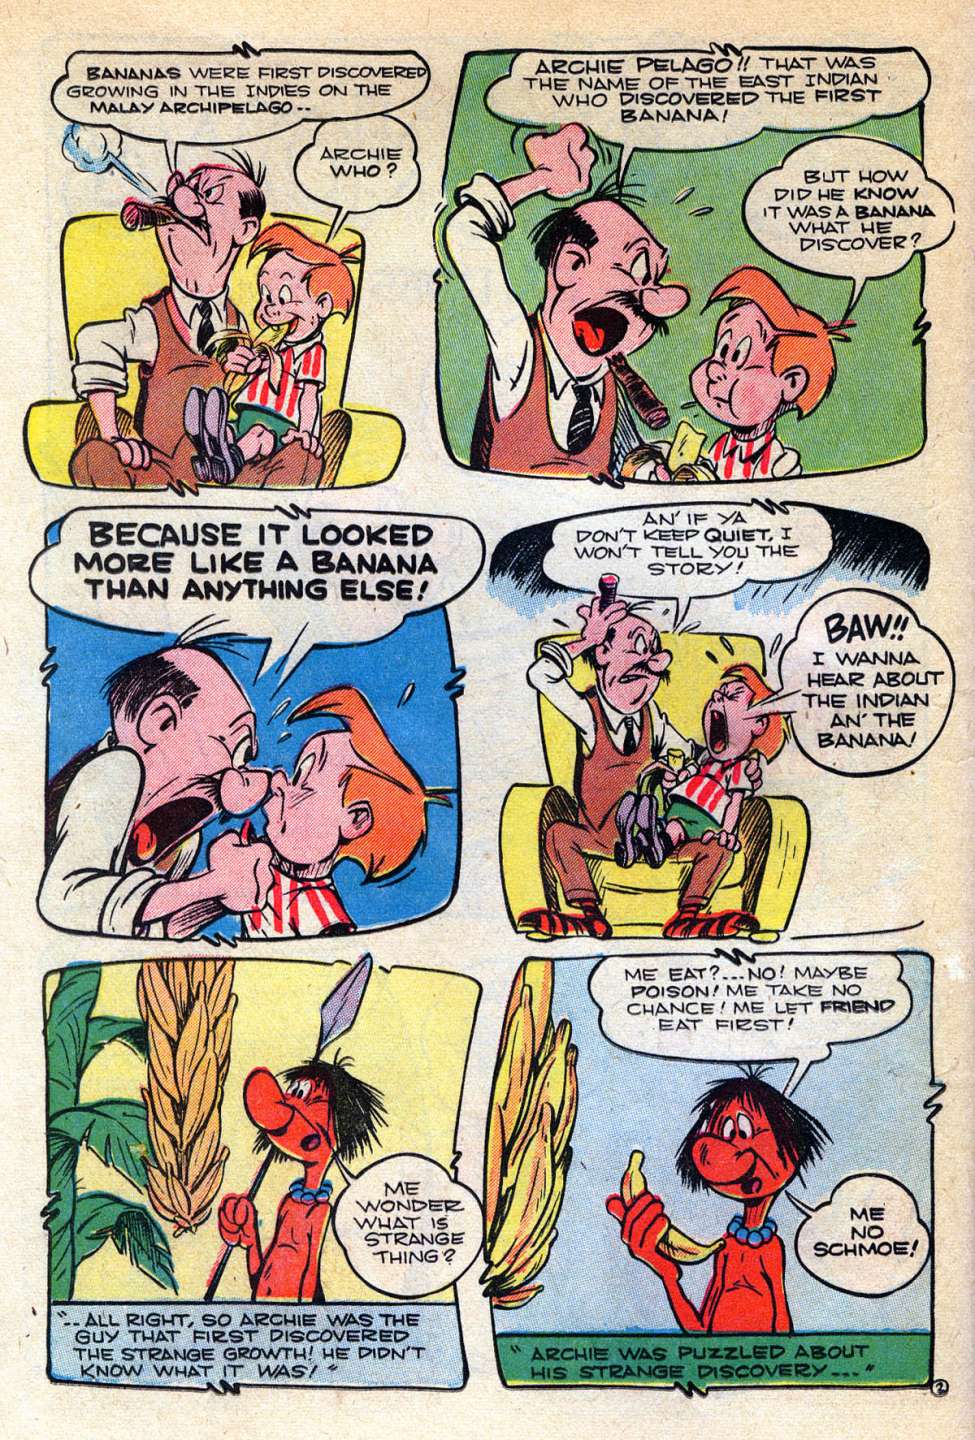 BANANAS WERE FIRST DISCOVERED
GROWING IN THE INDIES ON THE
MALAY ARCHIPELAGO --
ARCHIE
WHO?
ARCHIE PELAGO!! THAT WAS
THE NAME OF THE EAST INDIAN
WHO DISCOVERED THE FIRST
BANANA!
BUT HOW
DID HE KNOW
IT WAS A BANANA
WHAT HE
DISCOVER?
BECAUSE IT LOOKED
MORE LIKE A BANANA
THAN ANYTHING ELSE!
AN' IF YA
DON'T KEEP QUIET, I
WON'T TELL YOU THE
STORY!
BAW!!
I WANNA
HEAR ABOUT
THE INDIAN
AN' THE
BANANA!
ME
WONDER
WHAT IS
STRANGE
THING?
"-- ALL RIGHT, SO ARCHIE WAS THE
GUY THAT FIRST DISCOVERED
THE STRANGE GROWTH! HE DIDN'T
KNOW WHAT IT WAS!"
ME EAT?...NO! MAYBE
POISON! ME TAKE NO
CHANCE! ME LET FRIEND
EAT FIRST!
ME
NO
SCHMOE!
"ARCHIE WAS PUZZLED ABOUT
HIS STRANGE DISCOVERY---"
2